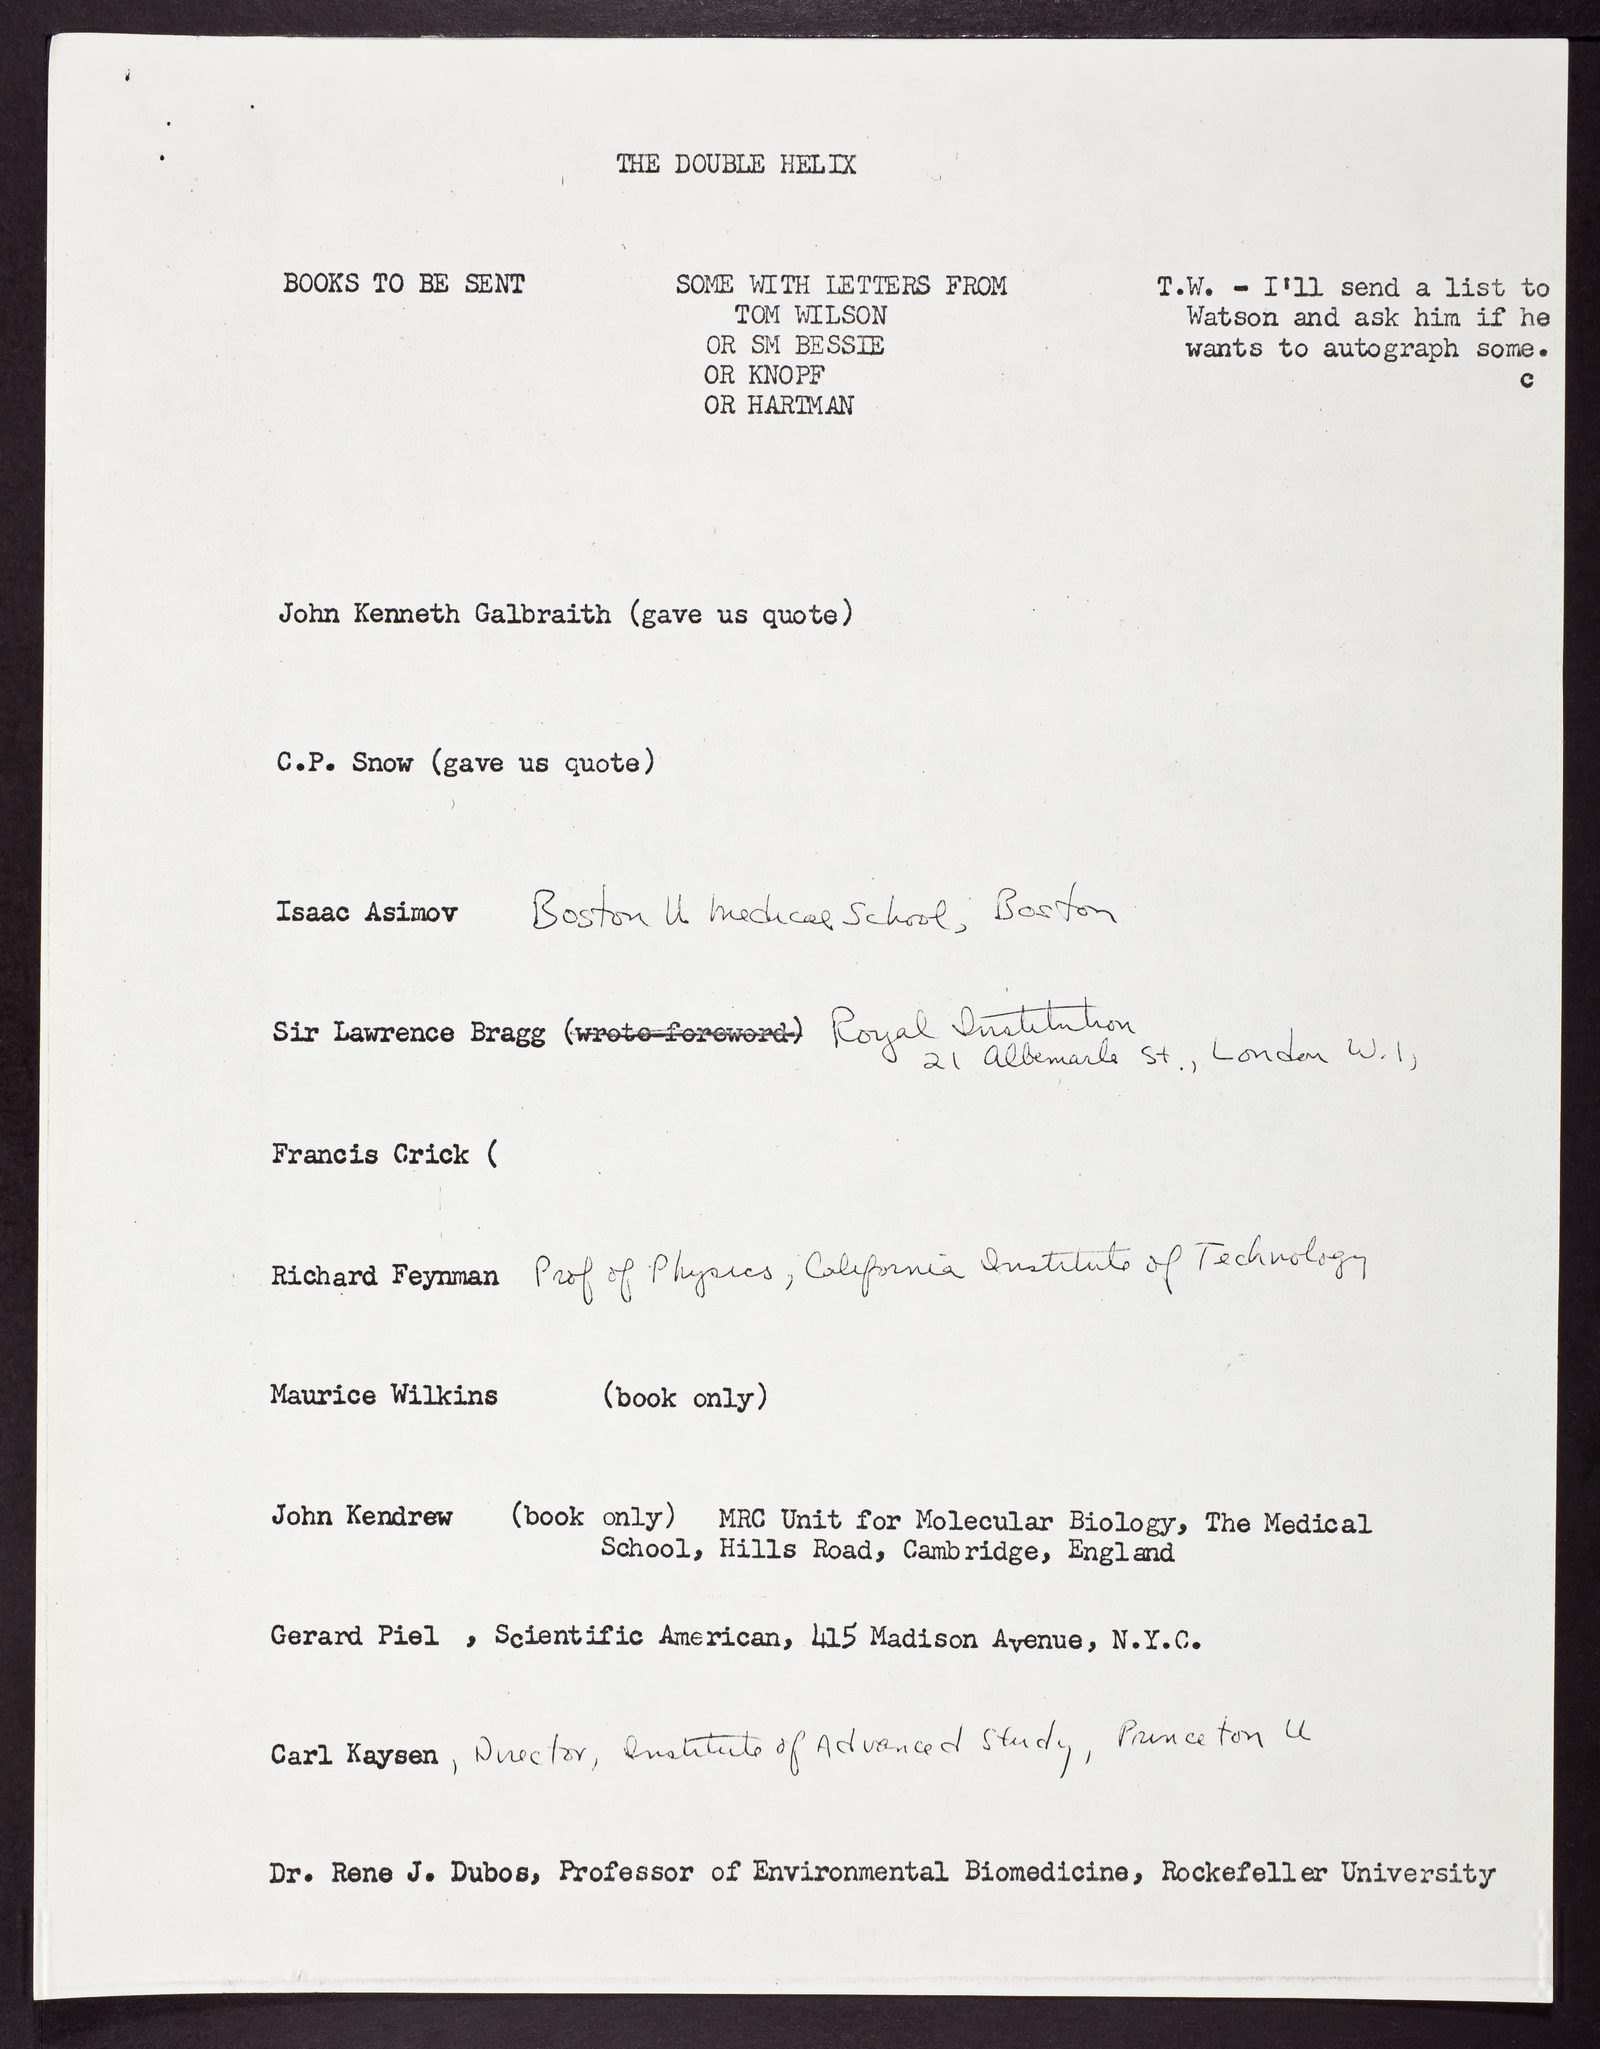 THE DOUBLE HELIX
BOOKS TO BE SENT
SOME WITH LETTERS FROM
TOM WILSON
OR SM BESSIE
OR KNOPF
OR HARTMAN
T.W. - I'll send a list to
Watson and ask him if he
wants to autograph some.
c
John Kenneth Galbraith (gave us quote)
C.P. Snow (gave us quote)
Isaac Asimov Boston U Medical School, Boston
Sir Lawrence Bragg (wrote foreword) Royal Institution
21 Albemarle St., London W.1,
Francis Crick (
Richard Feynman Prof of Physics, California Institute of Technology
Maurice Wilkins (book only)
John Kendrew (book only) MRC Unit for Molecular Biology, The Medical
School, Hills Road, Cambridge, England
Gerard Piel , Scientific American, 415 Madison Avenue, N.Y.C.
Carl Kaysen, Director, Institute of Advanced Study, Princeton U
Dr. Rene J. Dubos, Professor of Environmental Biomedicine, Rockefeller University